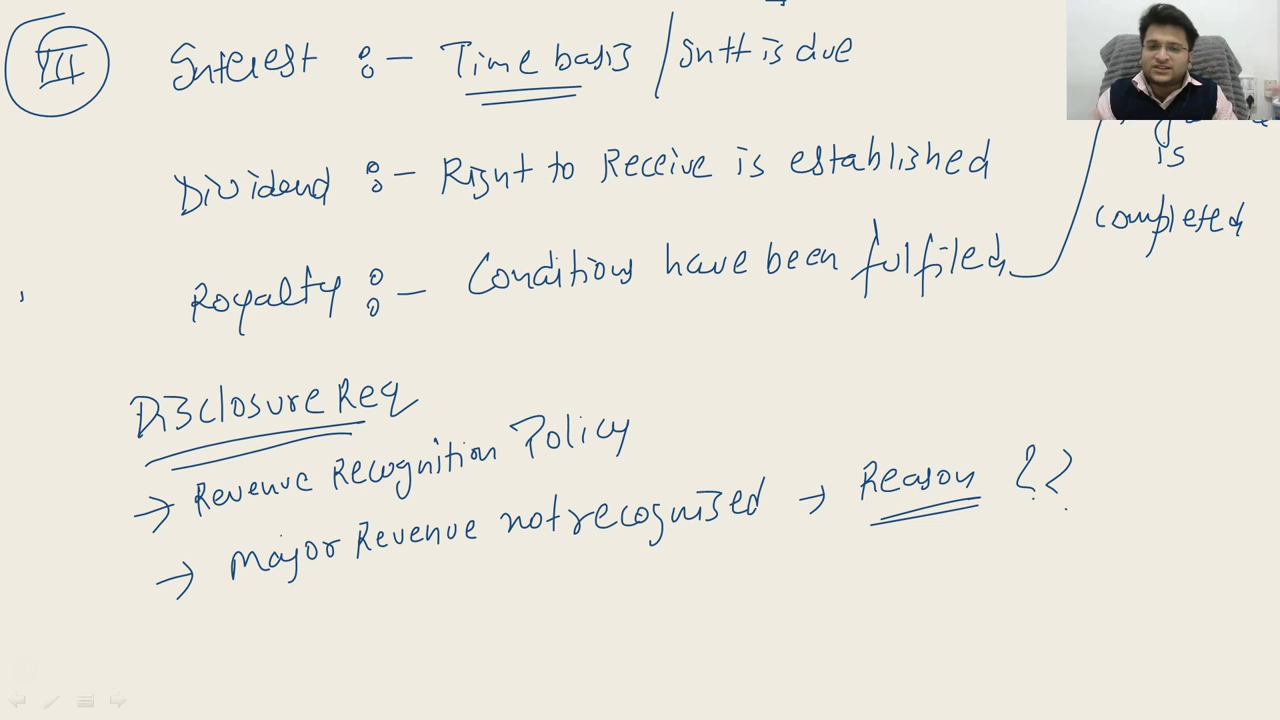 III Interest :- Time basis / Intt is due
Dividend :- Right to Receive is established
is
completed
Royalty :- Conditions have been fulfiled
Disclosure Req
→ Revenue Recognition Policy
→ Major Revenue not recognised → Reason ??